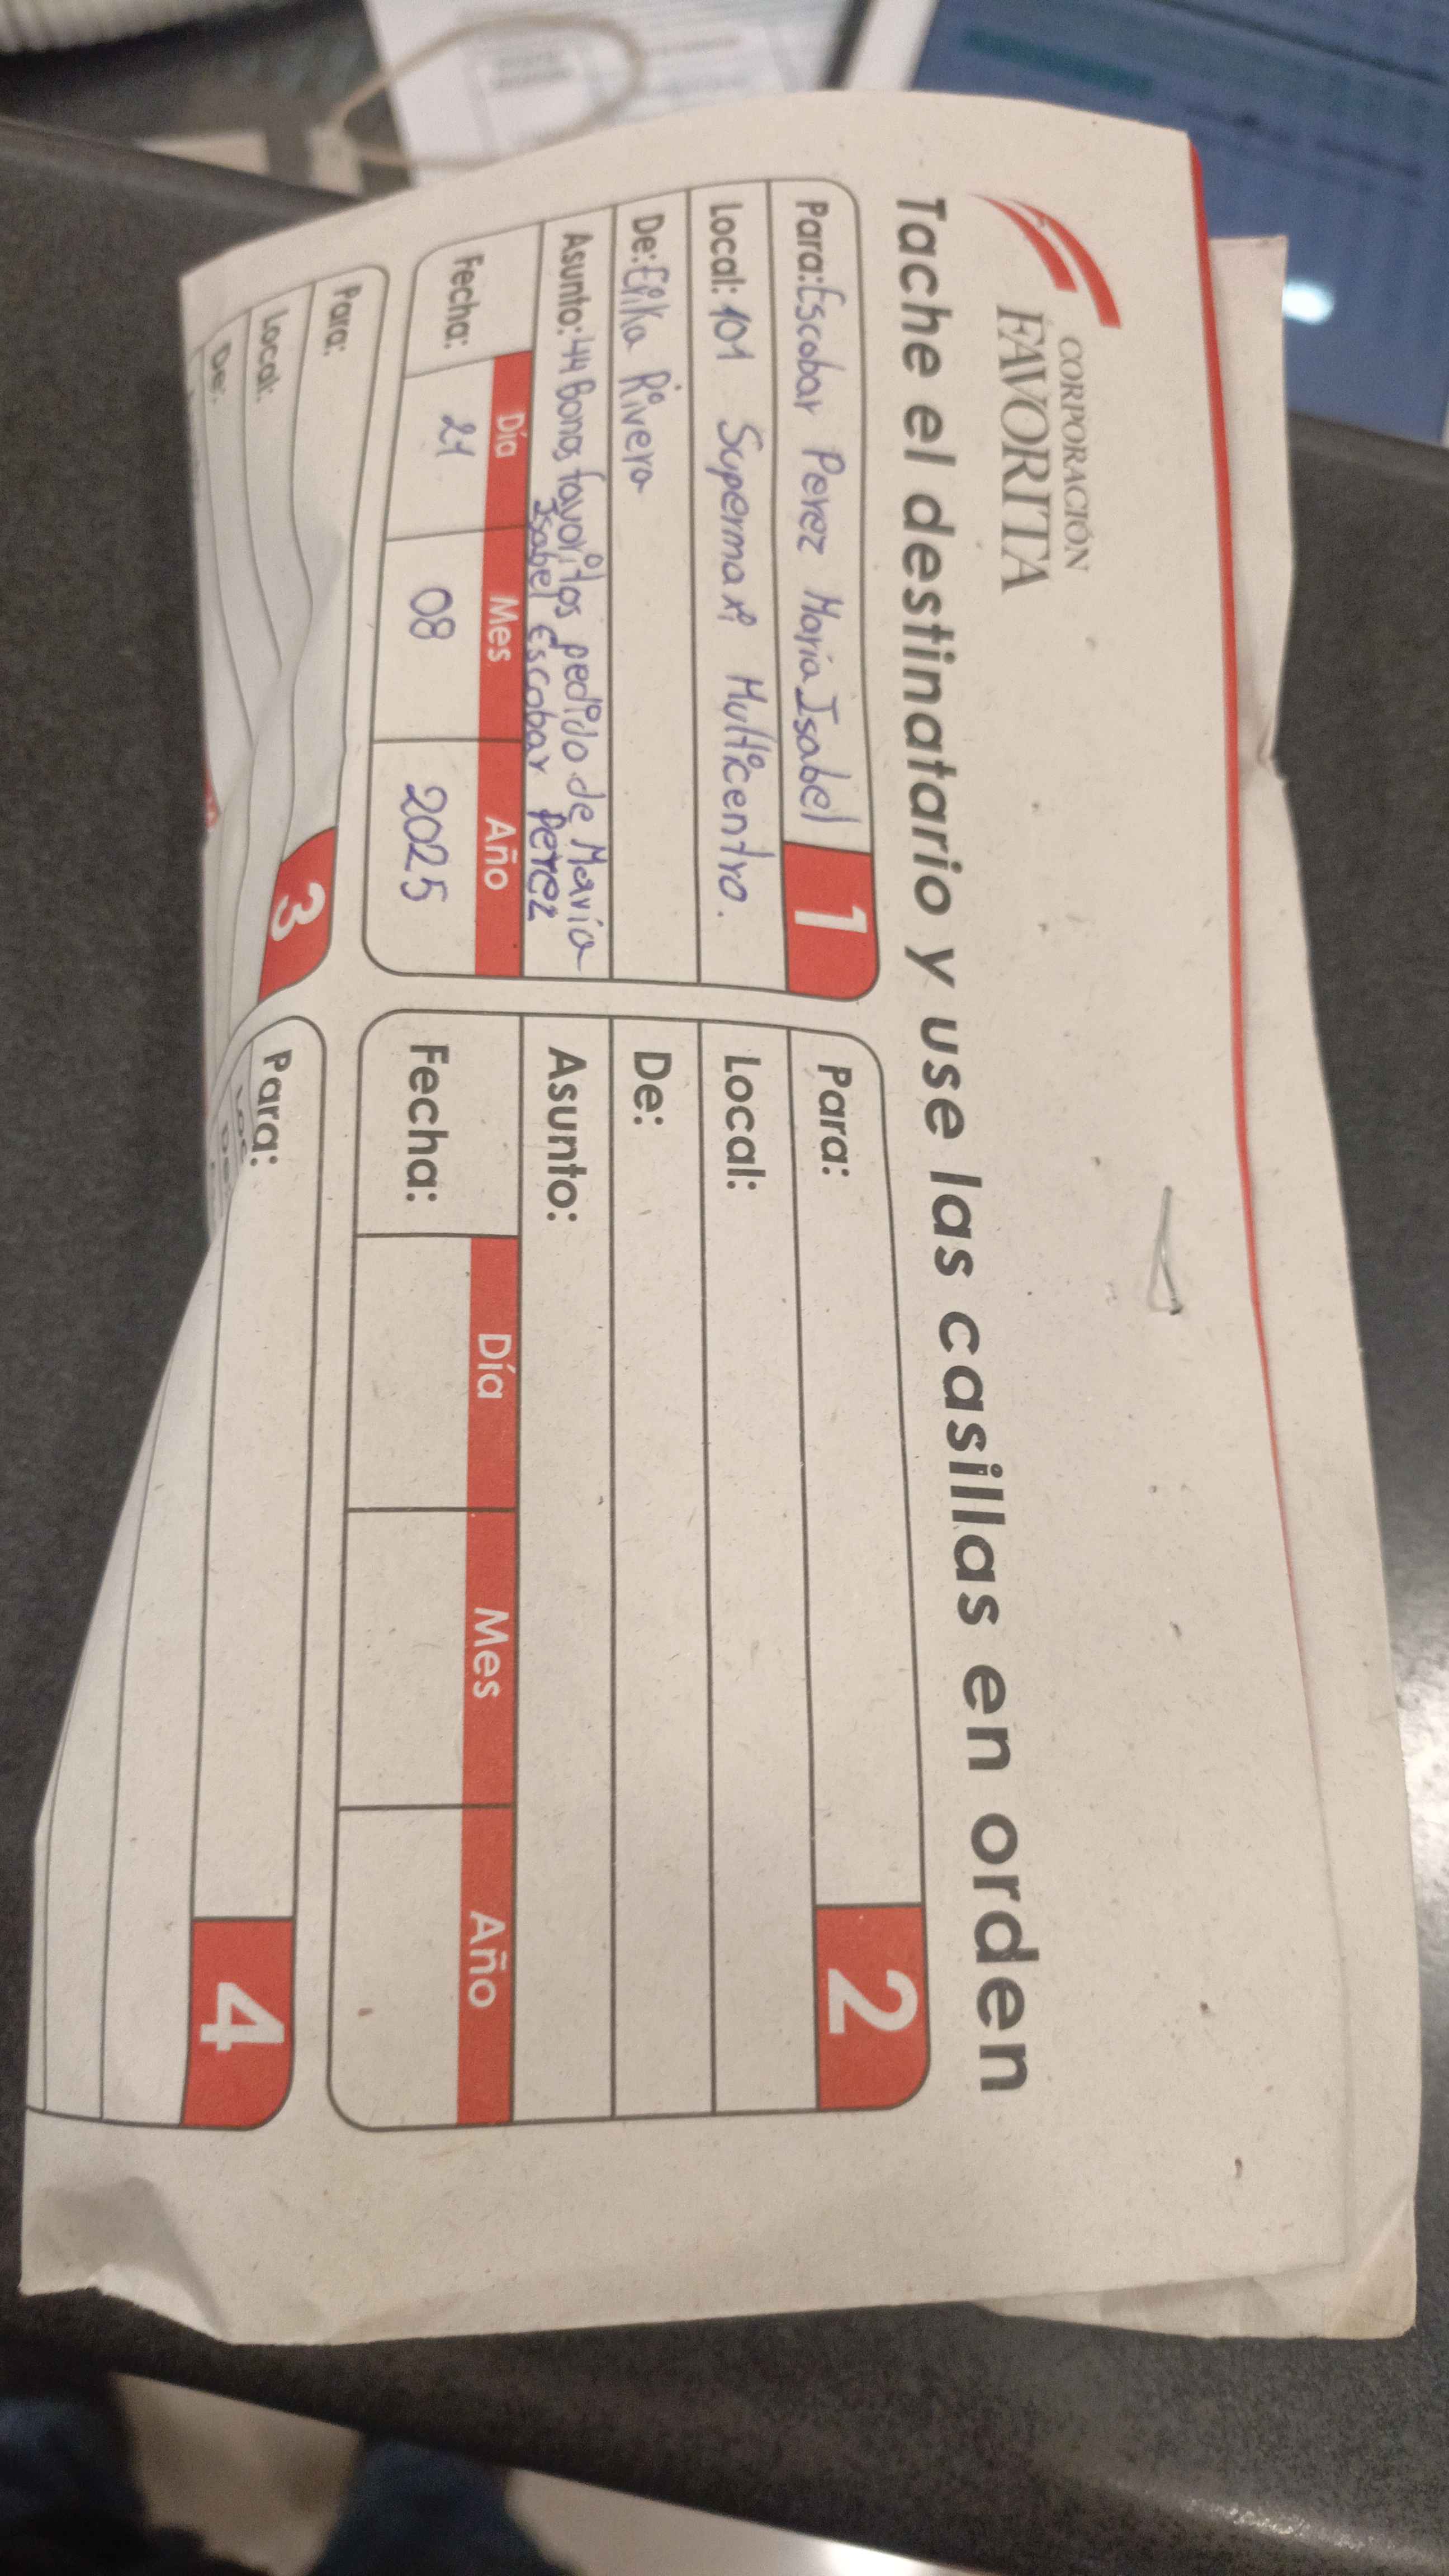 CORPORACIÓN
FAVORITA
Tache el destinatario y use las casillas en orden
Para: Escobar Perez María Isabel 1
Local: 101 Supermaxi Multicentro.
De: Erika Rivera
Asunto: 44 Bonos favoritos pedido de María
Isabel Escobar Perez
Día Mes Año
Fecha: 21 08 2025
Para: 2
Local:
De:
Asunto:
Día Mes Año
Fecha:
Para: 3
Local:
De:
Para: 4